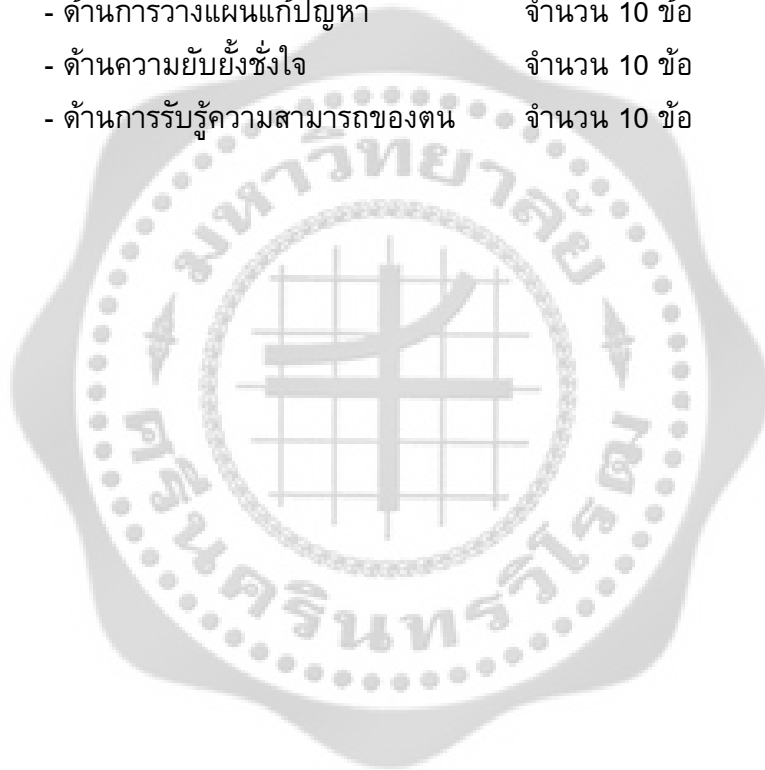 - ด้านการวางแผนแก้ปัญหา จำนวน 10 ข้อ
- ด้านความยับยั้งชั่งใจ จำนวน 10 ข้อ
- ด้านการรับรู้ความสามารถของตน จำนวน 10 ข้อ
มหาวิทยาลัย
ศรีนครินทรวิโรฒ